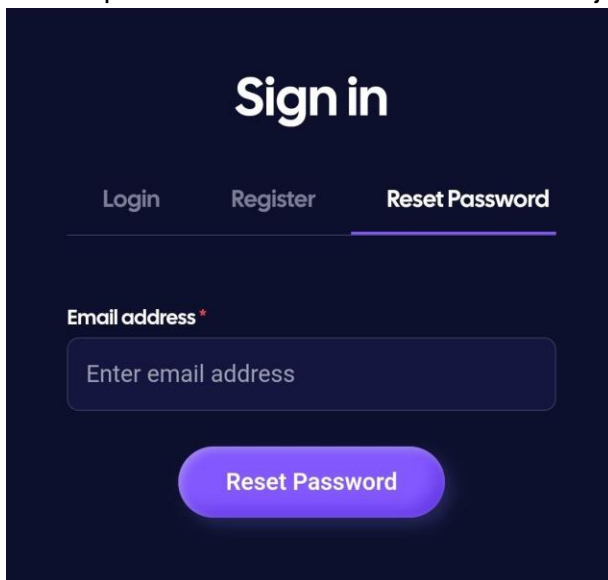 Sign in
Login Register Reset Password
Email address *
Enter email address
Reset Password